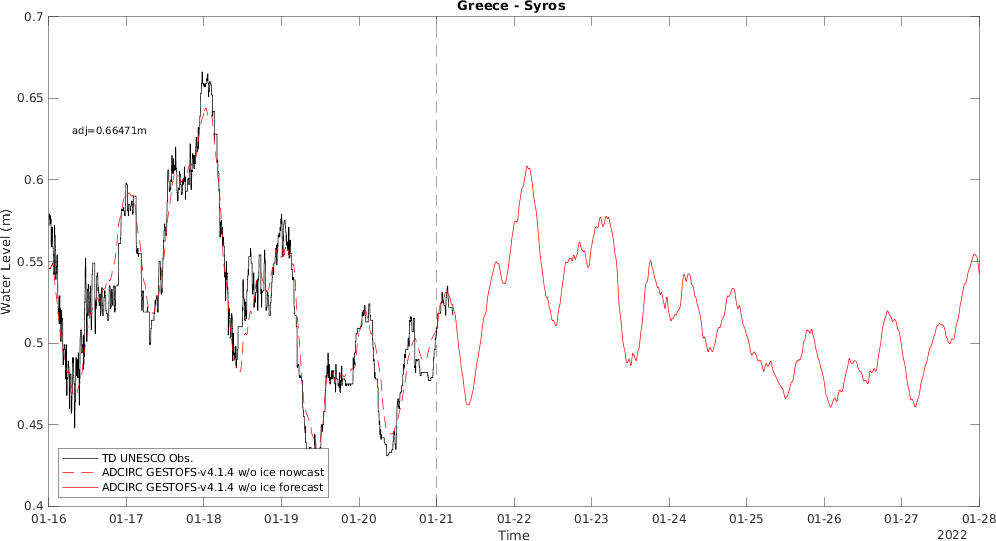 Greece - Syros
0.7
0.65
0.6
0.55
0.5
0.45
0.4
Water Level (m)
adj=0.66471m
TD UNESCO Obs.
ADCIRC GESTOFS-v4.1.4 w/o ice nowcast
ADCIRC GESTOFS-v4.1.4 w/o ice forecast
01-16 01-17 01-18 01-19 01-20 01-21 01-22 01-23 01-24 01-25 01-26 01-27 01-28
Time
2022